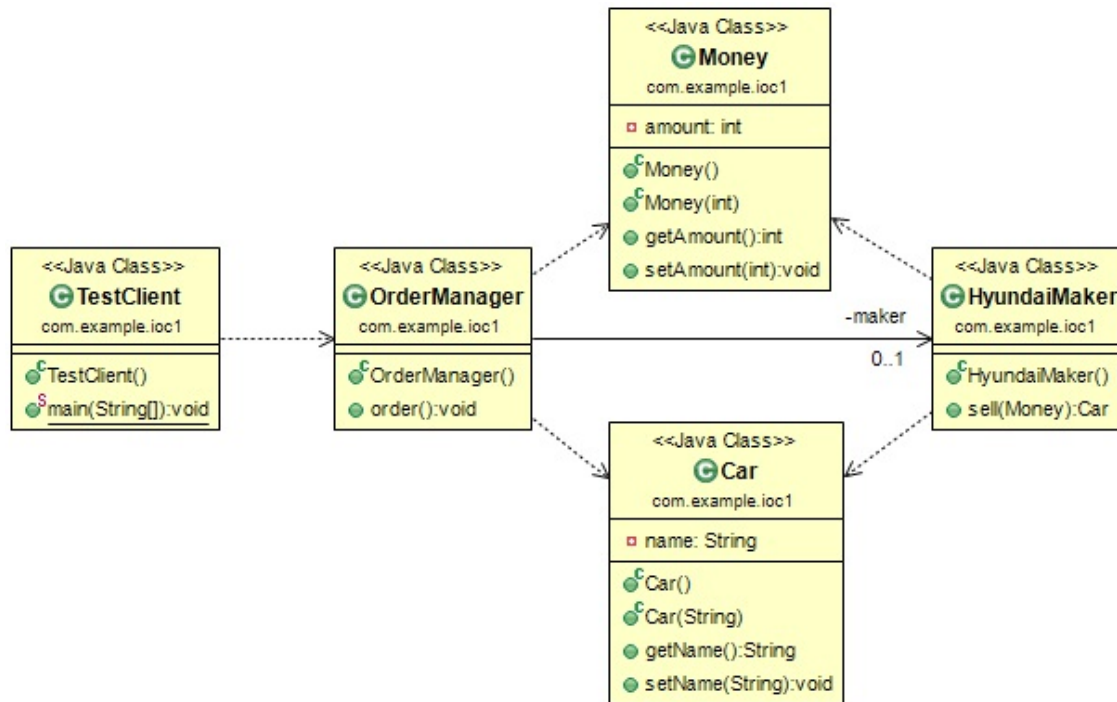 <<Java Class>>
Money
com.example.ioc1
amount: int
Money()
Money(int)
getAmount():int
setAmount(int):void
<<Java Class>>
TestClient
com.example.ioc1
TestClient()
main(String[]):void
<<Java Class>>
OrderManager
com.example.ioc1
OrderManager()
order():void
-maker
0..1
<<Java Class>>
HyundaiMaker
com.example.ioc1
HyundaiMaker()
sell(Money):Car
<<Java Class>>
Car
com.example.ioc1
name: String
Car()
Car(String)
getName():String
setName(String):void